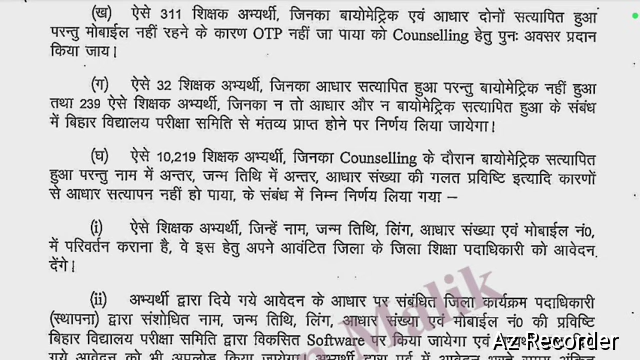 (ख) ऐसे 311 शिक्षक अभ्यर्थी, जिनका बायोमेट्रिक एवं आधार दोनों सत्यापित हुआ
परन्तु मोबाईल नहीं रहने के कारण OTP नहीं जा पाया को Counselling हेतु पुनः अवसर प्रदान
किया जाय।
(ग) ऐसे 32 शिक्षक अभ्यर्थी, जिनका आधार सत्यापित हुआ परन्तु बायोमेट्रिक नहीं हुआ
तथा 239 ऐसे शिक्षक अभ्यर्थी, जिनका न तो आधार और न बायोमेट्रिक सत्यापित हुआ के संबंध
में बिहार विद्यालय परीक्षा समिति से मंतव्य प्राप्त होने पर निर्णय लिया जायेगा।
(घ) ऐसे 10,219 शिक्षक अभ्यर्थी, जिनका Counselling के दौरान बायोमेट्रिक सत्यापित
हुआ परन्तु नाम में अन्तर, जन्म तिथि में अन्तर, आधार संख्या की गलत प्रविष्टि इत्यादि कारणों
से आधार सत्यापन नहीं हो पाया, के संबंध में निम्न निर्णय लिया गया –
(i) ऐसे शिक्षक अभ्यर्थी, जिन्हें नाम, जन्म तिथि, लिंग, आधार संख्या एवं मोबाईल नं0,
में परिवर्तन कराना है, वे इस हेतु अपने आवंटित जिला के जिला शिक्षा पदाधिकारी को आवेदन
देंगे।
(ii) अभ्यर्थी द्वारा दिये गये आवेदन के आधार पर संबंधित जिला कार्यक्रम पदाधिकारी
(स्थापना) द्वारा संशोधित नाम, जन्म तिथि, लिंग, आधार संख्या एवं मोबाईल नं0 की प्रविष्टि
बिहार विद्यालय परीक्षा समिति द्वारा विकसित Software पर किया जायेगा एवं
गये आवेदन को भी अपलोड किया जायेगा
Malik
Az Recorder